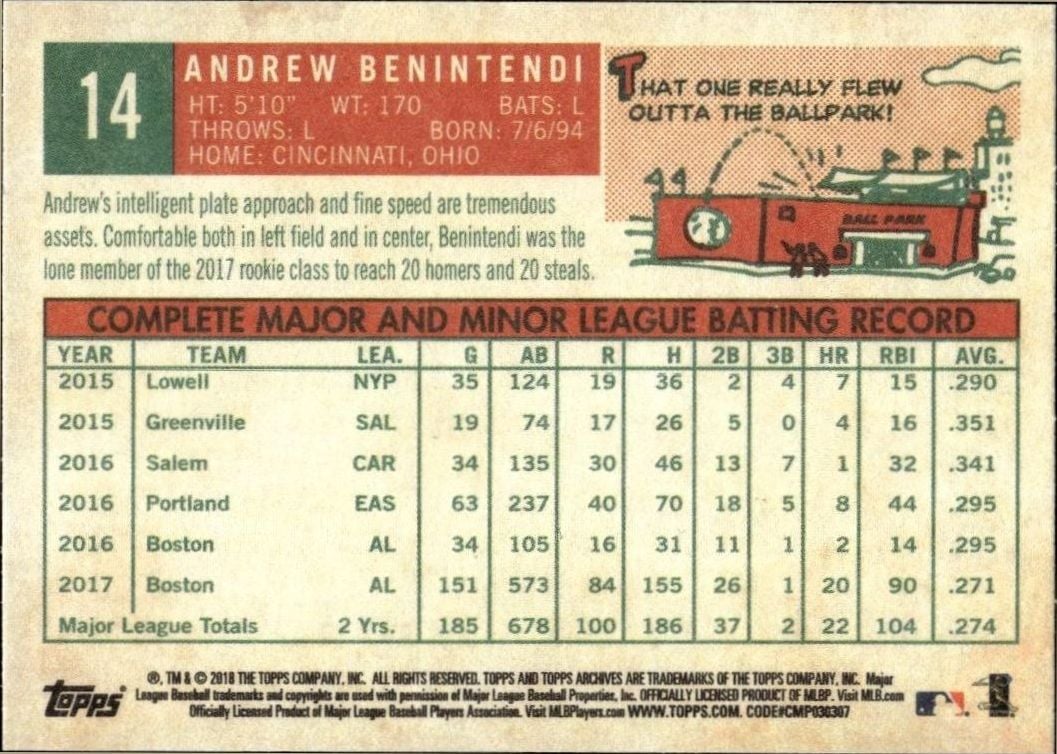 14
ANDREW BENINTENDI
HT: 5'10" WT: 170 BATS: L
THROWS: L BORN: 7/6/94
HOME: CINCINNATI, OHIO
THAT ONE REALLY FLEW
OUTTA THE BALLPARK!
BALL PARK
Andrew's intelligent plate approach and fine speed are tremendous
assets. Comfortable both in left field and in center, Benintendi was the
lone member of the 2017 rookie class to reach 20 homers and 20 steals.
COMPLETE MAJOR AND MINOR LEAGUE BATTING RECORD
YEAR TEAM LEA. G AB R H 2B 3B HR RBI AVG.
2015 Lowell NYP 35 124 19 36 2 4 7 15 .290
2015 Greenville SAL 19 74 17 26 5 0 4 16 .351
2016 Salem CAR 34 135 30 46 13 7 1 32 .341
2016 Portland EAS 63 237 40 70 18 5 8 44 .295
2016 Boston AL 34 105 16 31 11 1 2 14 .295
2017 Boston AL 151 573 84 155 26 1 20 90 .271
Major League Totals 2 Yrs. 185 678 100 186 37 2 22 104 .274
topps
®, TM & © 2018 THE TOPPS COMPANY, INC. ALL RIGHTS RESERVED. TOPPS AND TOPPS ARCHIVES ARE TRADEMARKS OF THE TOPPS COMPANY, INC. Major
League Baseball trademarks and copyrights are used with permission of Major League Baseball Properties, Inc. OFFICIALLY LICENSED PRODUCT OF MLBP. Visit MLB.com
Officially Licensed Product of Major League Baseball Players Association. Visit MLBPlayers.com WWW.TOPPS.COM. CODE#CMP030307